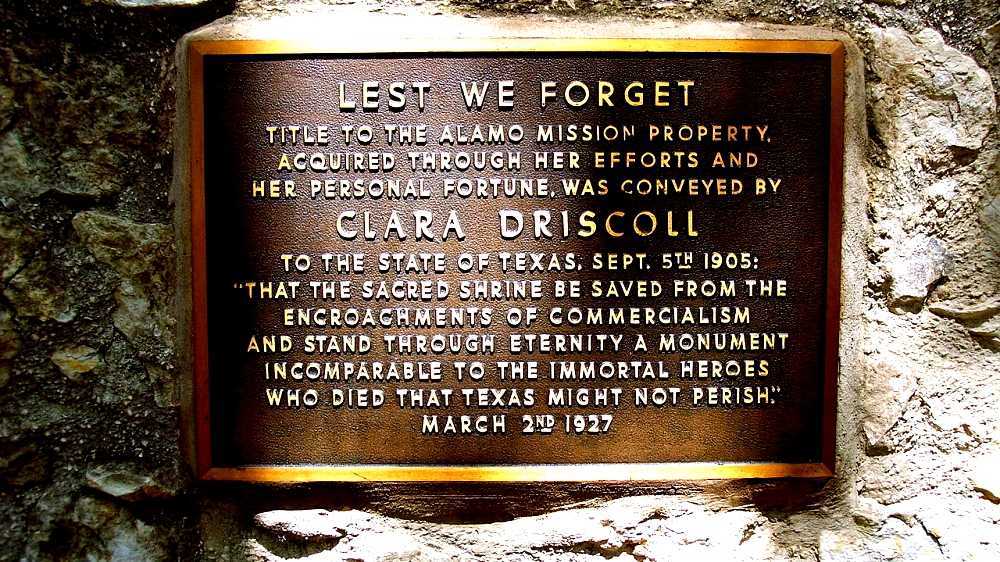 LEST WE FORGET
TITLE TO THE ALAMO MISSION PROPERTY,
ACQUIRED THROUGH HER EFFORTS AND
HER PERSONAL FORTUNE, WAS CONVEYED BY
CLARA DRISCOLL
TO THE STATE OF TEXAS, SEPT. 5TH 1905:
"THAT THE SACRED SHRINE BE SAVED FROM THE
ENCROACHMENTS OF COMMERCIALISM
AND STAND THROUGH ETERNITY A MONUMENT
INCOMPARABLE TO THE IMMORTAL HEROES
WHO DIED THAT TEXAS MIGHT NOT PERISH."
MARCH 2ND 1927